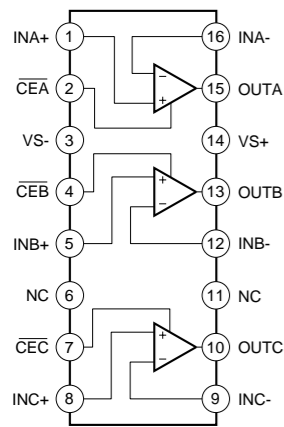 INA+ 1 16 INA-
CEA 2 - + 15 OUTA
VS- 3 14 VS+
CEB 4 + - 13 OUTB
INB+ 5 12 INB-
NC 6 11 NC
CEC 7 + - 10 OUTC
INC+ 8 9 INC-